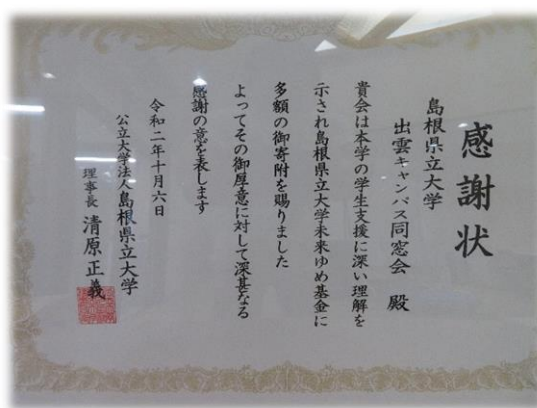 感謝状
島根県立大学
出雲キャンパス同窓会 殿
貴会は本学の学生支援に深い理解を
示され島根県立大学未来ゆめ基金に
多額の御寄附を賜りました
よってその御厚意に対して深甚なる
感謝の意を表します
令和二年十月六日
公立大学法人島根県立大学
理事長 清原正義